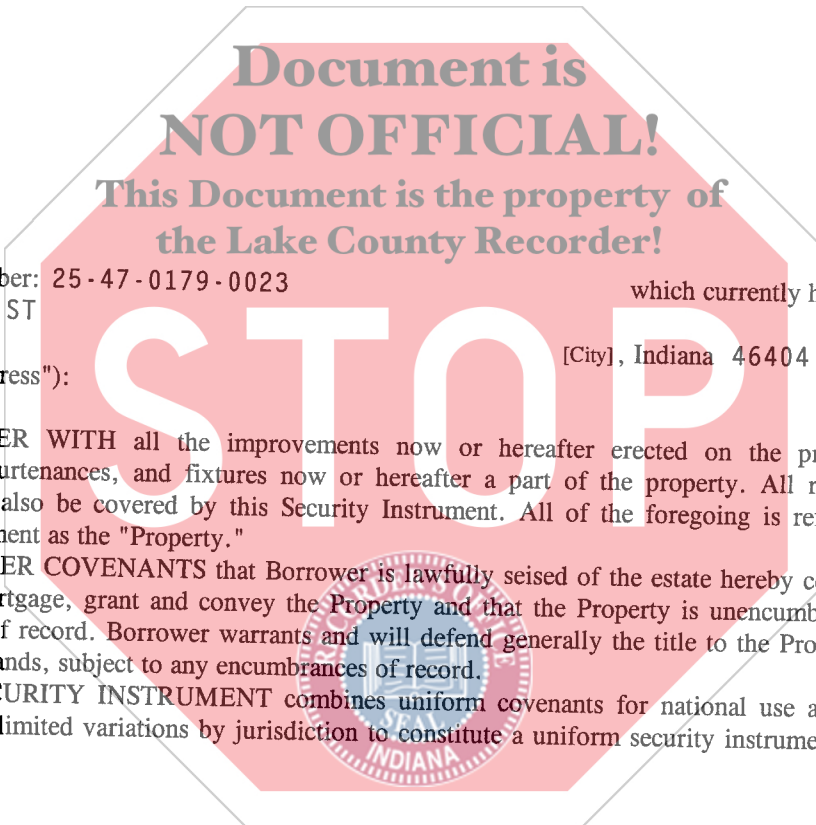 Document is
NOT OFFICIAL!
This Document is the property of
the Lake County Recorder!
ber: 25-47-0179-0023 which currently h
ST
[City], Indiana 46404
ress"):
STOP
ER WITH all the improvements now or hereafter erected on the pr
urtenances, and fixtures now or hereafter a part of the property. All r
also be covered by this Security Instrument. All of the foregoing is re
ent as the "Property."
ER COVENANTS that Borrower is lawfully seised of the estate hereby c
rtgage, grant and convey the Property and that the Property is unencumb
f record. Borrower warrants and will defend generally the title to the Pro
ands, subject to any encumbrances of record.
CURITY INSTRUMENT combines uniform covenants for national use a
limited variations by jurisdiction to constitute a uniform security instrume
RECORDER'S OFFICE
SEAL
INDIANA